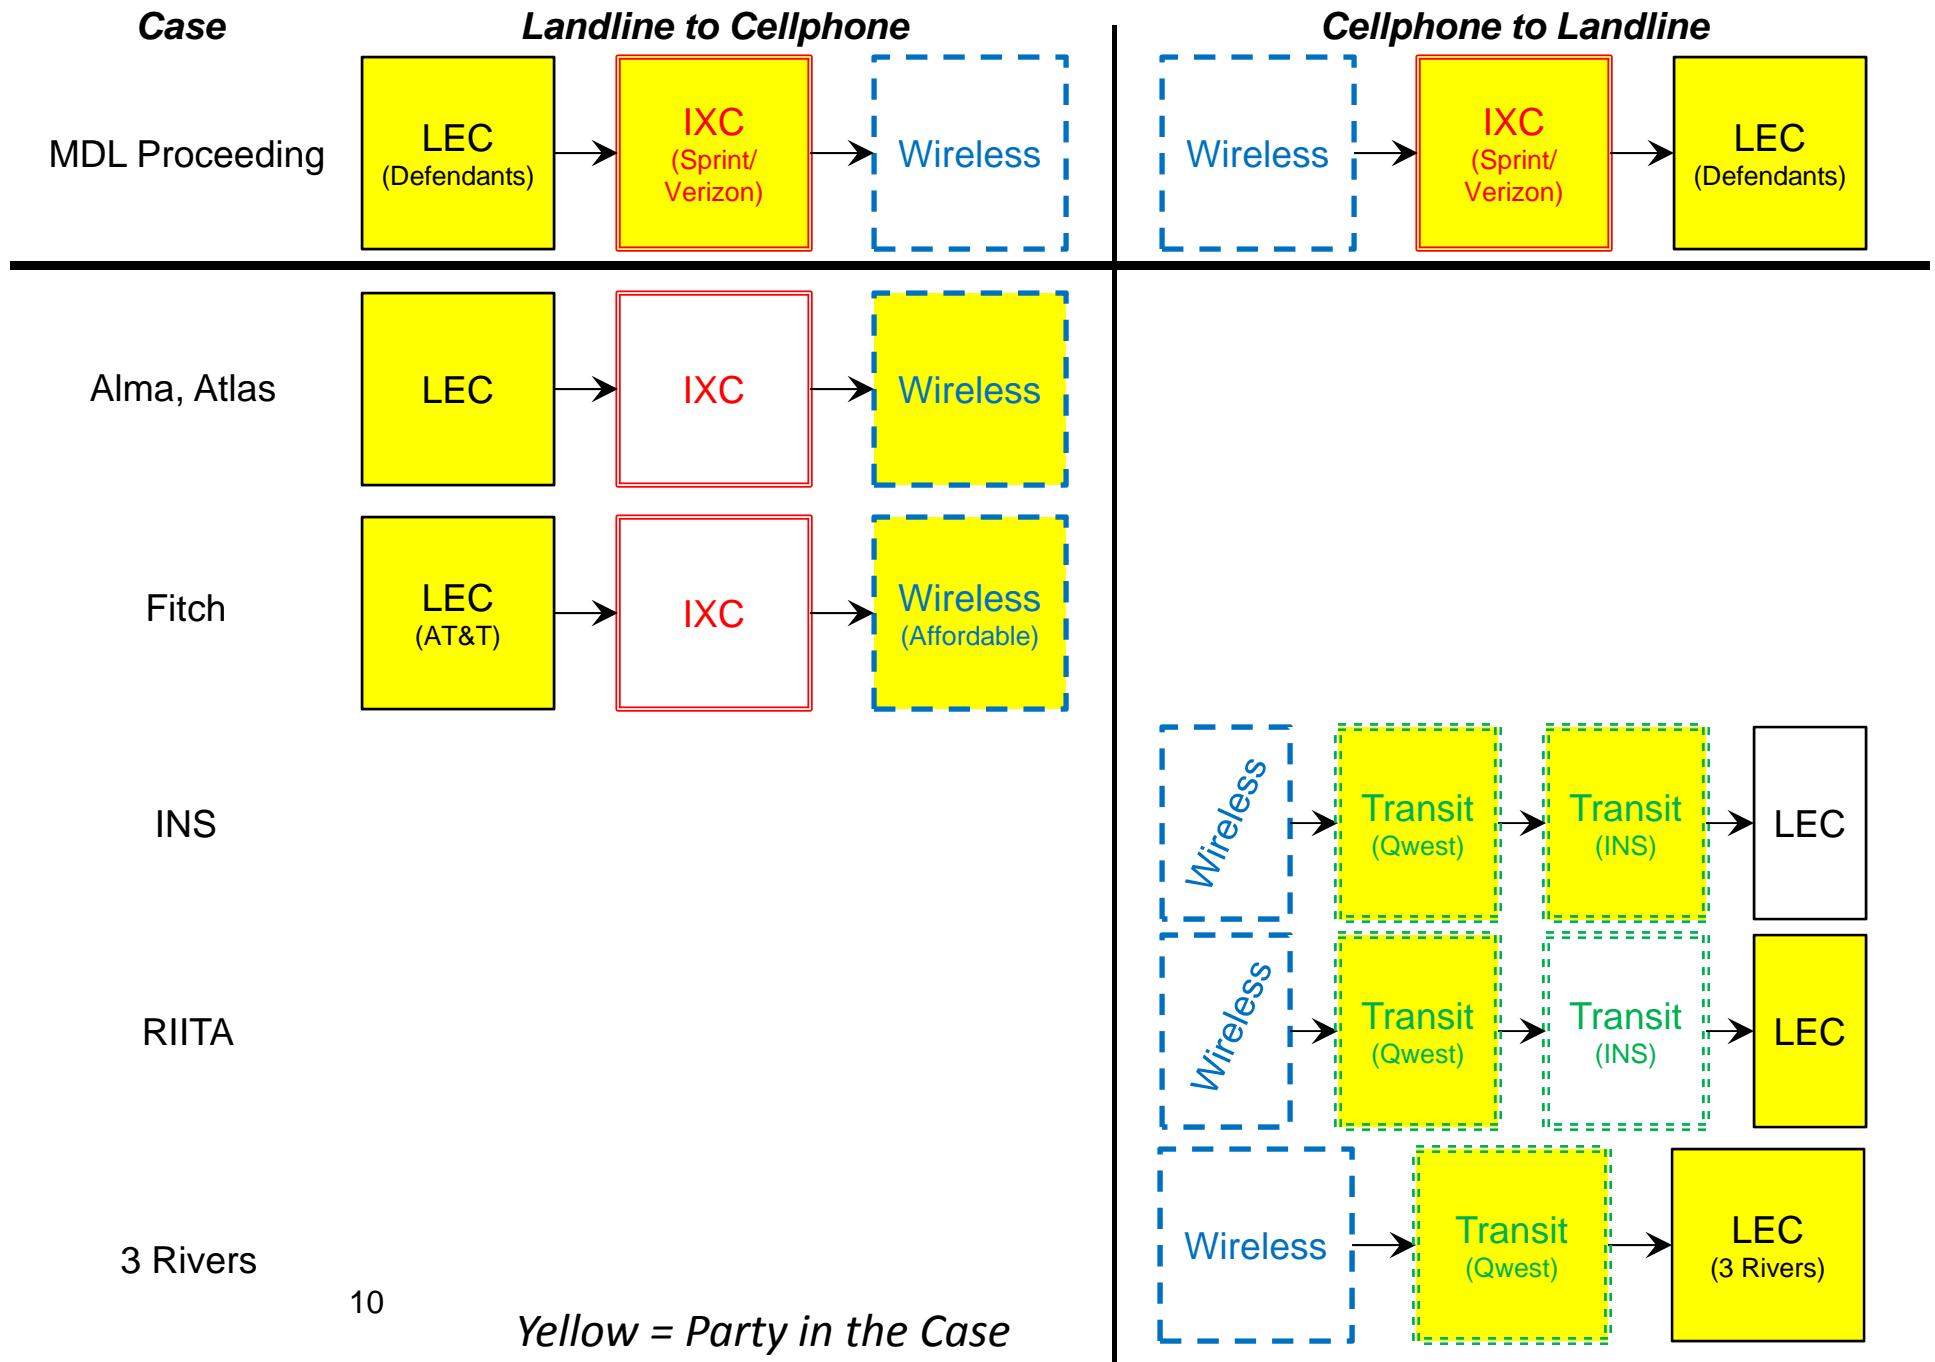 Case
Landline to Cellphone
Cellphone to Landline
MDL Proceeding
LEC
(Defendants)
IXC
(Sprint/
Verizon)
Wireless
Wireless
IXC
(Sprint/
Verizon)
LEC
(Defendants)
Alma, Atlas
LEC
IXC
Wireless
Fitch
LEC
(AT&T)
IXC
Wireless
(Affordable)
INS
Wireless
Transit
(Qwest)
Transit
(INS)
LEC
RIITA
Wireless
Transit
(Qwest)
Transit
(INS)
LEC
3 Rivers
Wireless
Transit
(Qwest)
LEC
(3 Rivers)
10
Yellow = Party in the Case